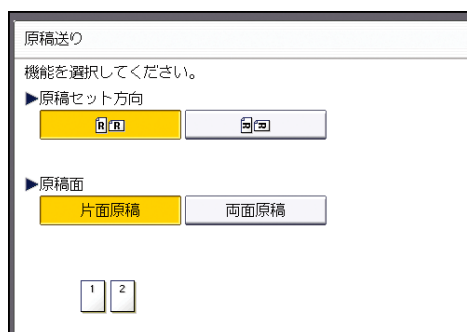 原稿送り
機能を選択してください。
▶原稿セット方向
R R R R
▶原稿面
片面原稿 両面原稿
1 2